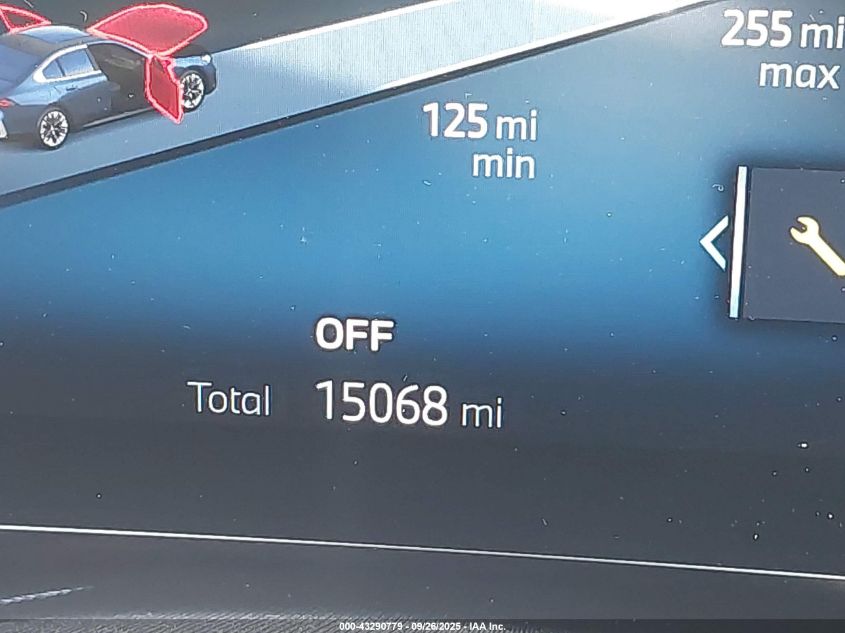 255 mi
max
125 mi
min
OFF
Total 15068 mi
000-43290779 - 09/26/2025 - IAA Inc.